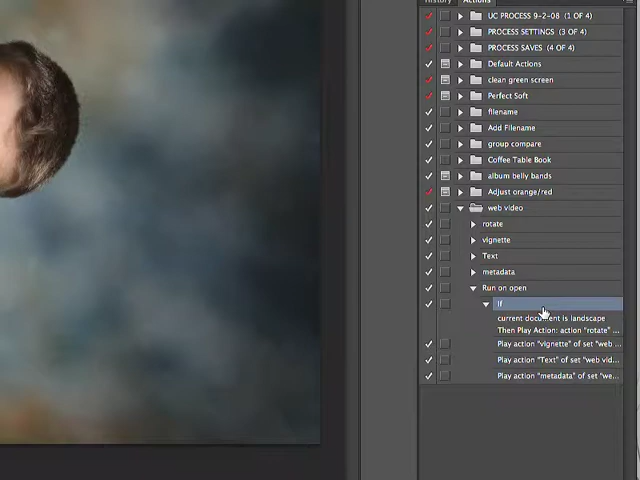 History Actions
UC PROCESS 9-2-08 (1 OF 4)
PROCESS SETTINGS (3 OF 4)
PROCESS SAVES (4 OF 4)
Default Actions
clean green screen
Perfect Soft
filename
Add Filename
group compare
Coffee Table Book
album belly bands
Adjust orange/red
web video
rotate
vignette
Text
metadata
Run on open
If
current document is landscape
Then Play Action: action "rotate" ...
Play action "vignette" of set "web ...
Play action "Text" of set "web vid...
Play action "metadata" of set "we...